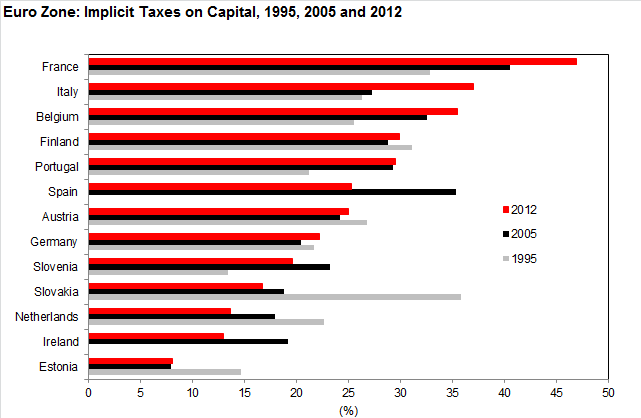 Euro Zone: Implicit Taxes on Capital, 1995, 2005 and 2012
France
Italy
Belgium
Finland
Portugal
Spain
Austria
Germany
Slovenia
Slovakia
Netherlands
Ireland
Estonia
2012
2005
1995
0 5 10 15 20 25 30 35 40 45 50
(%)